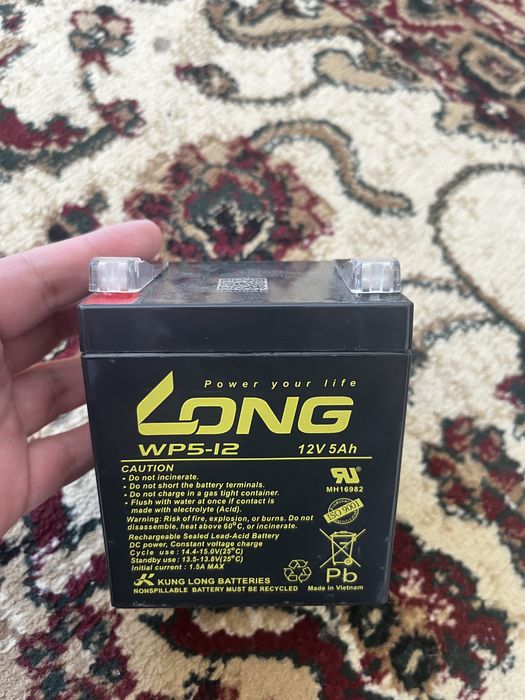 Power your life
LONG
WP5-12 12V 5Ah
CAUTION
• Do not incinerate.
• Do not short the battery terminals.
• Do not charge in a gas tight container.
• Flush with water at once if contact is
made with electrolyte (Acid).
Warning: Risk of fire, explosion, or burns. Do not
disassemble, heat above 60°C, or incinerate.
Rechargeable Sealed Lead-Acid Battery
DC power, Constant voltage charge
Cycle use : 14.4-15.0V(25°C)
Standby use : 13.5-13.8V(25°C)
Initial current : 1.5A MAX
KUNG LONG BATTERIES
NONSPILLABLE BATTERY MUST BE RECYCLED
MH16982
ISO 9001
Pb
Made in Vietnam